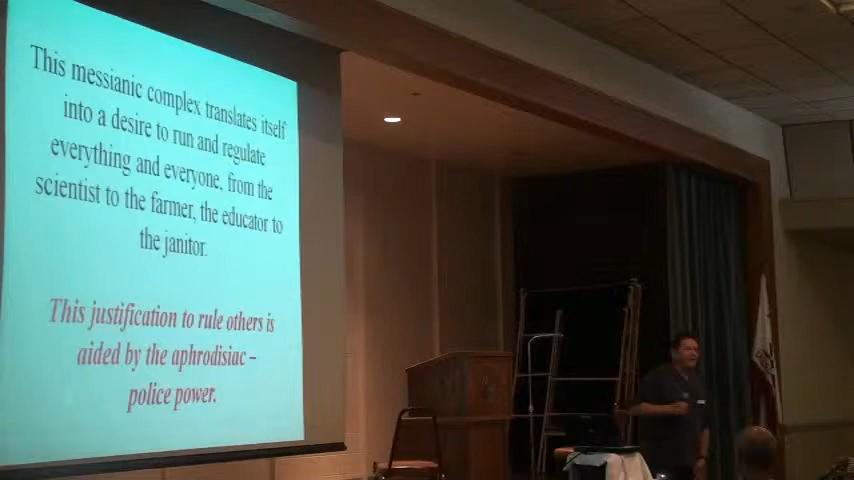 This messianic complex translates itself
into a desire to run and regulate
everything and everyone, from the
scientist to the farmer, the educator to
the janitor.
This justification to rule others is
aided by the aphrodisiac –
police power.